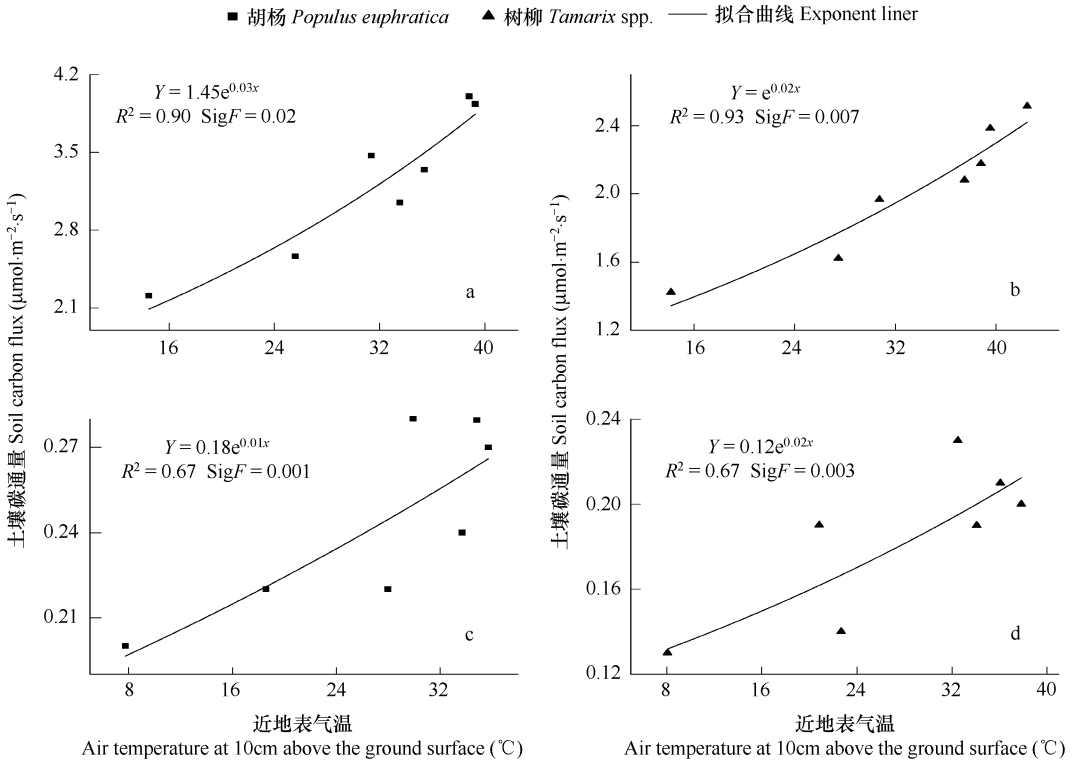 胡杨 Populus euphratica 树柳 Tamarix spp. 拟合曲线 Exponent liner
土壤碳通量 Soil carbon flux (μmol·m⁻²·s⁻¹)
4.2
3.5
2.8
2.1
Y = 1.45e^0.03x
R² = 0.90 SigF = 0.02
a
16 24 32 40
土壤碳通量 Soil carbon flux (μmol·m⁻²·s⁻¹)
2.4
2.0
1.6
1.2
Y = e^0.02x
R² = 0.93 SigF = 0.007
b
16 24 32 40
0.27
0.24
0.21
Y = 0.18e^0.01x
R² = 0.67 SigF = 0.001
c
8 16 24 32
近地表气温
Air temperature at 10cm above the ground surface (℃)
0.24
0.20
0.16
0.12
Y = 0.12e^0.02x
R² = 0.67 SigF = 0.003
d
8 16 24 32 40
近地表气温
Air temperature at 10cm above the ground surface (℃)